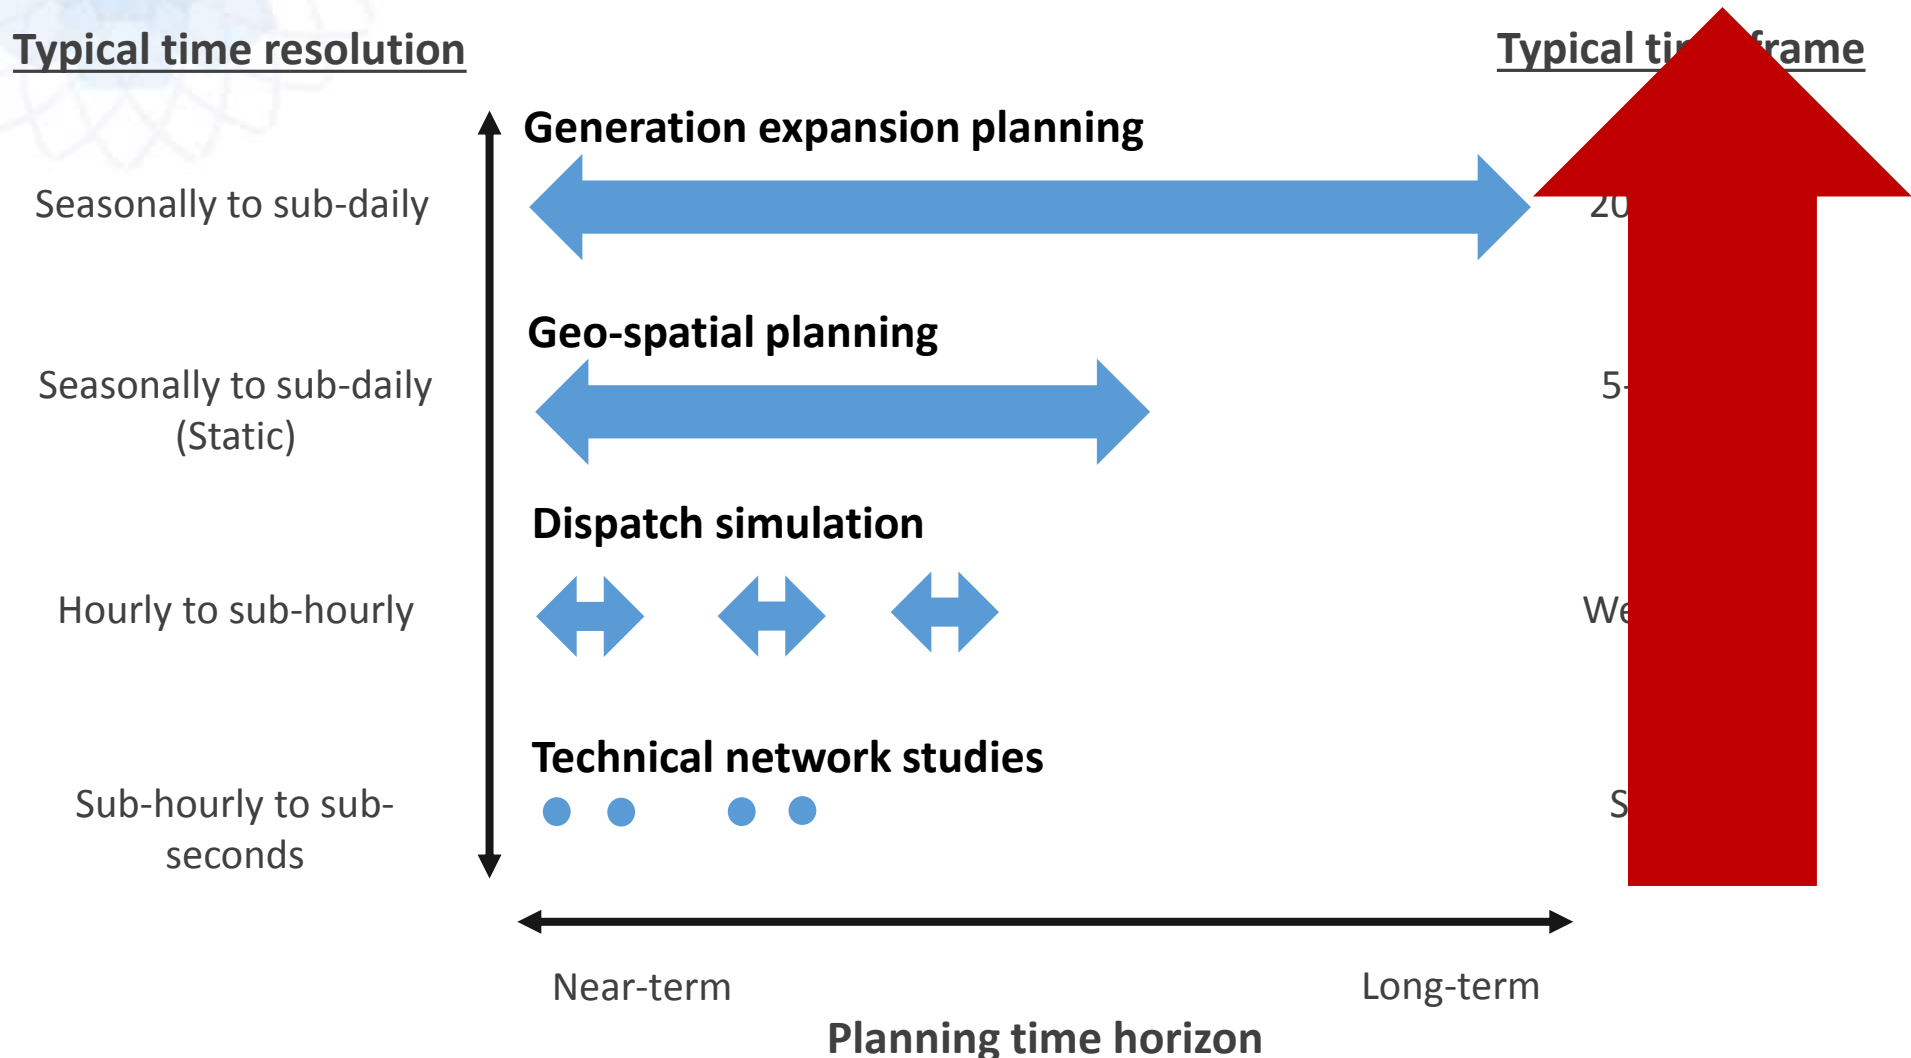 Typical time resolution
Typical frame
Generation expansion planning
Seasonally to sub-daily
20
Geo-spatial planning
Seasonally to sub-daily
(Static)
5-
Dispatch simulation
Hourly to sub-hourly
Technical network studies
Sub-hourly to sub-
seconds
Near-term
Long-term
Planning time horizon